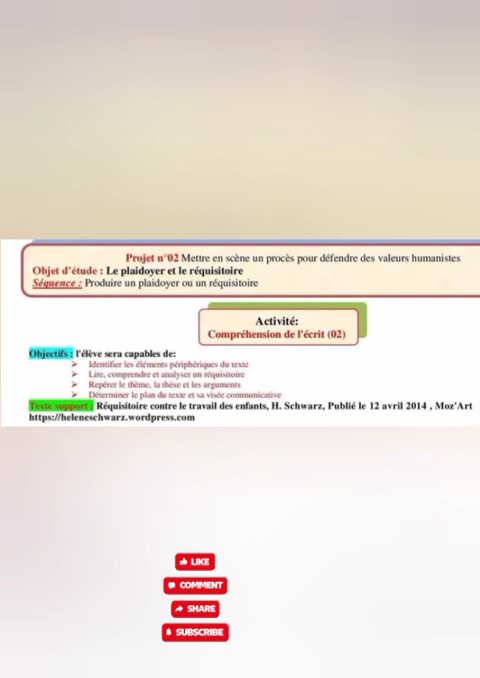 Projet n°02 Mettre en scène un procès pour défendre des valeurs humanistes
Objet d'étude : Le plaidoyer et le réquisitoire
Séquence : Produire un plaidoyer ou un réquisitoire
Activité:
Compréhension de l'écrit (02)
Objectifs : l'élève sera capables de:
➢ Identifier les éléments périphériques du texte
➢ Lire, comprendre et analyser un réquisitoire
➢ Repérer le thème, la thèse et les arguments
➢ Déterminer le plan du texte et sa visée communicative
Texte support : Réquisitoire contre le travail des enfants, H. Schwarz, Publié le 12 avril 2014 , Moz'Art
https://heleneschwarz.wordpress.com
LIKE
COMMENT
SHARE
SUBSCRIBE